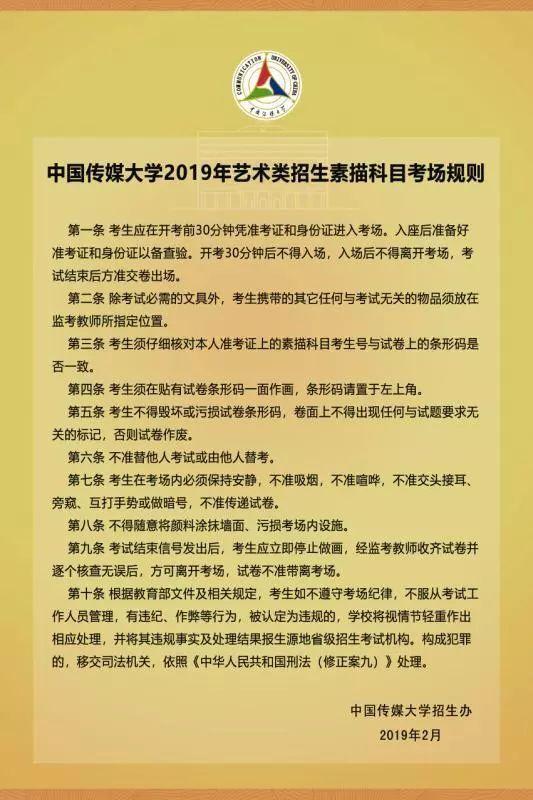 COMMUNICATION UNIVERSITY OF CHINA
中国传媒大学
中国传媒大学2019年艺术类招生素描科目考场规则
第一条 考生应在开考前30分钟凭准考证和身份证进入考场。入座后准备好
准考证和身份证以备查验。开考30分钟后不得入场，入场后不得离开考场，考
试结束后方准交卷出场。
第二条 除考试必需的文具外，考生携带的其它任何与考试无关的物品须放在
监考教师所指定位置。
第三条 考生须仔细核对本人准考证上的素描科目考生号与试卷上的条形码是
否一致。
第四条 考生须在贴有试卷条形码一面作画，条形码请置于左上角。
第五条 考生不得毁坏或污损试卷条形码，卷面上不得出现任何与试题要求无
关的标记，否则试卷作废。
第六条 不准替他人考试或由他人替考。
第七条 考生在考场内必须保持安静，不准吸烟，不准喧哗，不准交头接耳、
旁窥、互打手势或做暗号，不准传递试卷。
第八条 不得随意将颜料涂抹墙面、污损考场内设施。
第九条 考试结束信号发出后，考生应立即停止做画，经监考教师收齐试卷并
逐个核查无误后，方可离开考场，试卷不准带离考场。
第十条 根据教育部文件及相关规定，考生如不遵守考场纪律，不服从考试工
作人员管理，有违纪、作弊等行为，被认定为违规的，学校将视情节轻重作出
相应处理，并将其违规事实及处理结果报生源地省级招生考试机构。构成犯罪
的，移交司法机关，依照《中华人民共和国刑法（修正案九）》处理。
中国传媒大学招生办
2019年2月